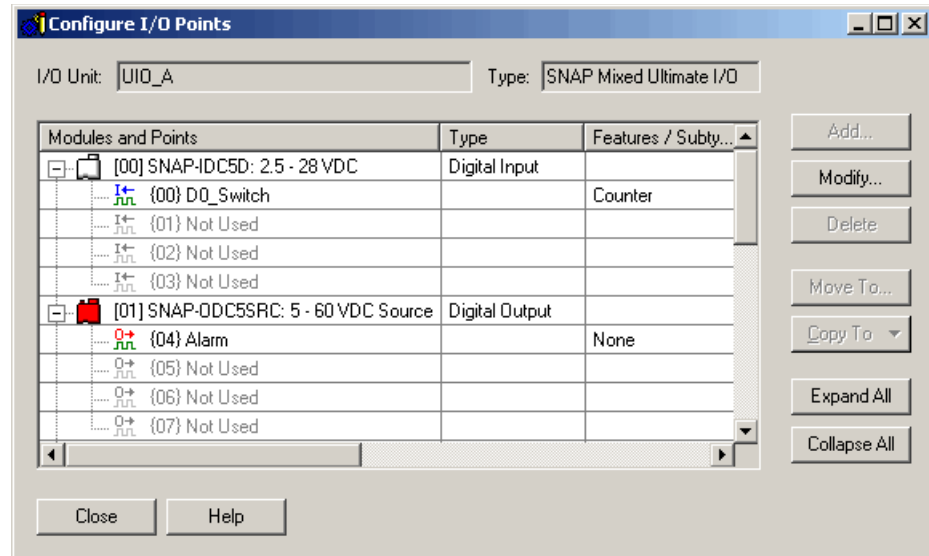 Configure I/O Points
I/O Unit: UIO_A Type: SNAP Mixed Ultimate I/O
Modules and Points Type Features / Subty...
[00] SNAP-IDC5D: 2.5 - 28 VDC Digital Input
{00} D0_Switch Counter
{01} Not Used
{02} Not Used
{03} Not Used
[01] SNAP-ODC5SRC: 5 - 60 VDC Source Digital Output
{04} Alarm None
{05} Not Used
{06} Not Used
{07} Not Used
Add...
Modify...
Delete
Move To...
Copy To
Expand All
Collapse All
Close Help